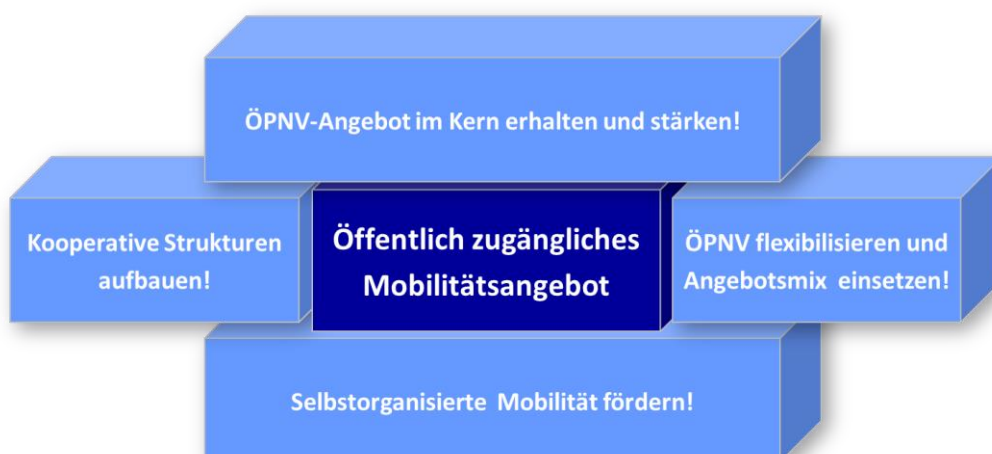 ÖPNV-Angebot im Kern erhalten und stärken!
Kooperative Strukturen
aufbauen!
Öffentlich zugängliches
Mobilitätsangebot
ÖPNV flexibilisieren und
Angebotsmix einsetzen!
Selbstorganisierte Mobilität fördern!